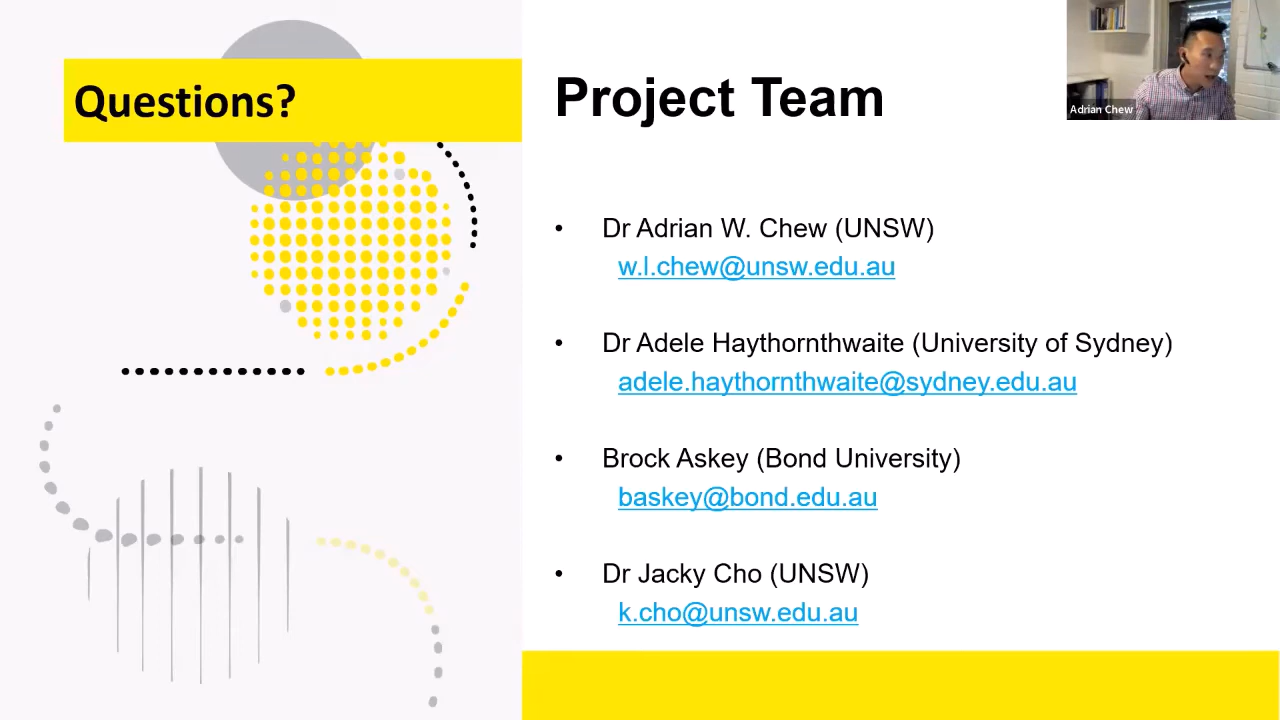 Questions?
Project Team
Adrian Chew
• Dr Adrian W. Chew (UNSW)
w.l.chew@unsw.edu.au
• Dr Adele Haythornthwaite (University of Sydney)
adele.haythornthwaite@sydney.edu.au
• Brock Askey (Bond University)
baskey@bond.edu.au
• Dr Jacky Cho (UNSW)
k.cho@unsw.edu.au